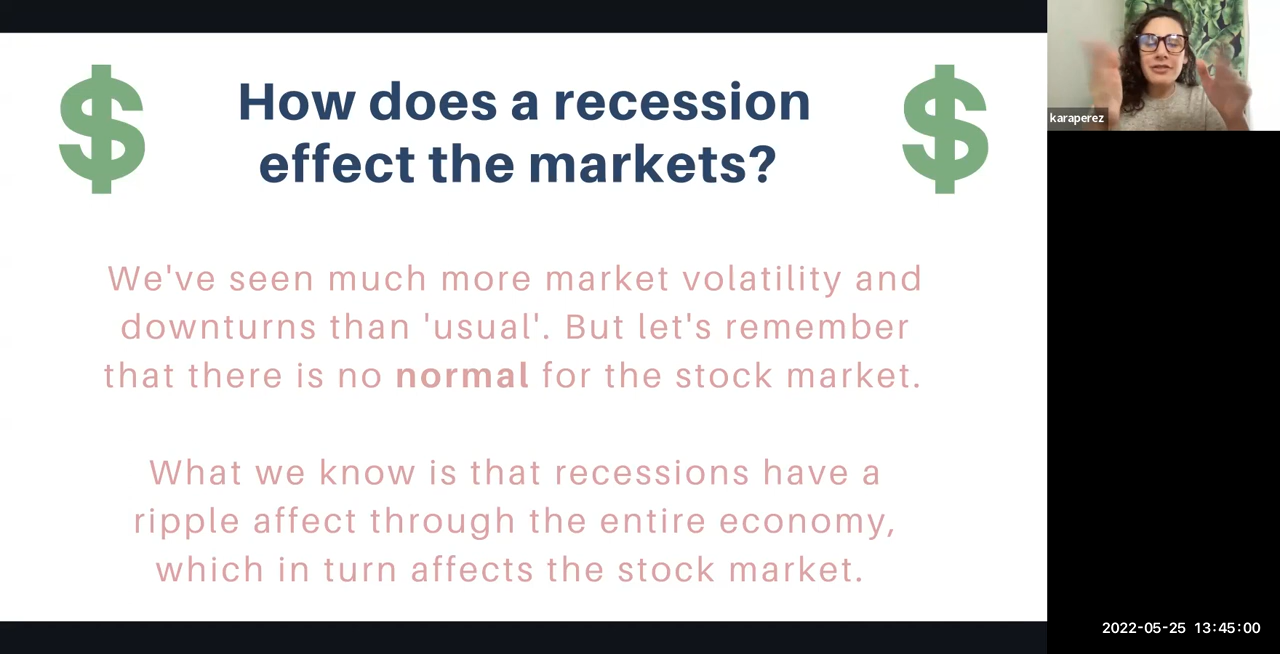 $
How does a recession
effect the markets?
$
We've seen much more market volatility and
downturns than 'usual'. But let's remember
that there is no normal for the stock market.
What we know is that recessions have a
ripple affect through the entire economy,
which in turn affects the stock market.
karaperez
2022-05-25 13:45:00